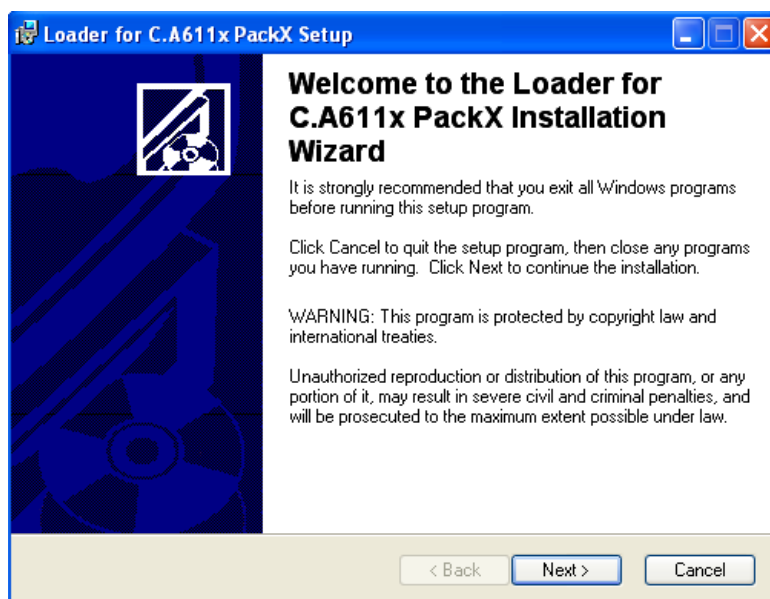 Loader for C.A611x PackX Setup
Welcome to the Loader for
C.A611x PackX Installation
Wizard
It is strongly recommended that you exit all Windows programs
before running this setup program.
Click Cancel to quit the setup program, then close any programs
you have running.  Click Next to continue the installation.
WARNING: This program is protected by copyright law and
international treaties.
Unauthorized reproduction or distribution of this program, or any
portion of it, may result in severe civil and criminal penalties, and
will be prosecuted to the maximum extent possible under law.
< Back Next > Cancel